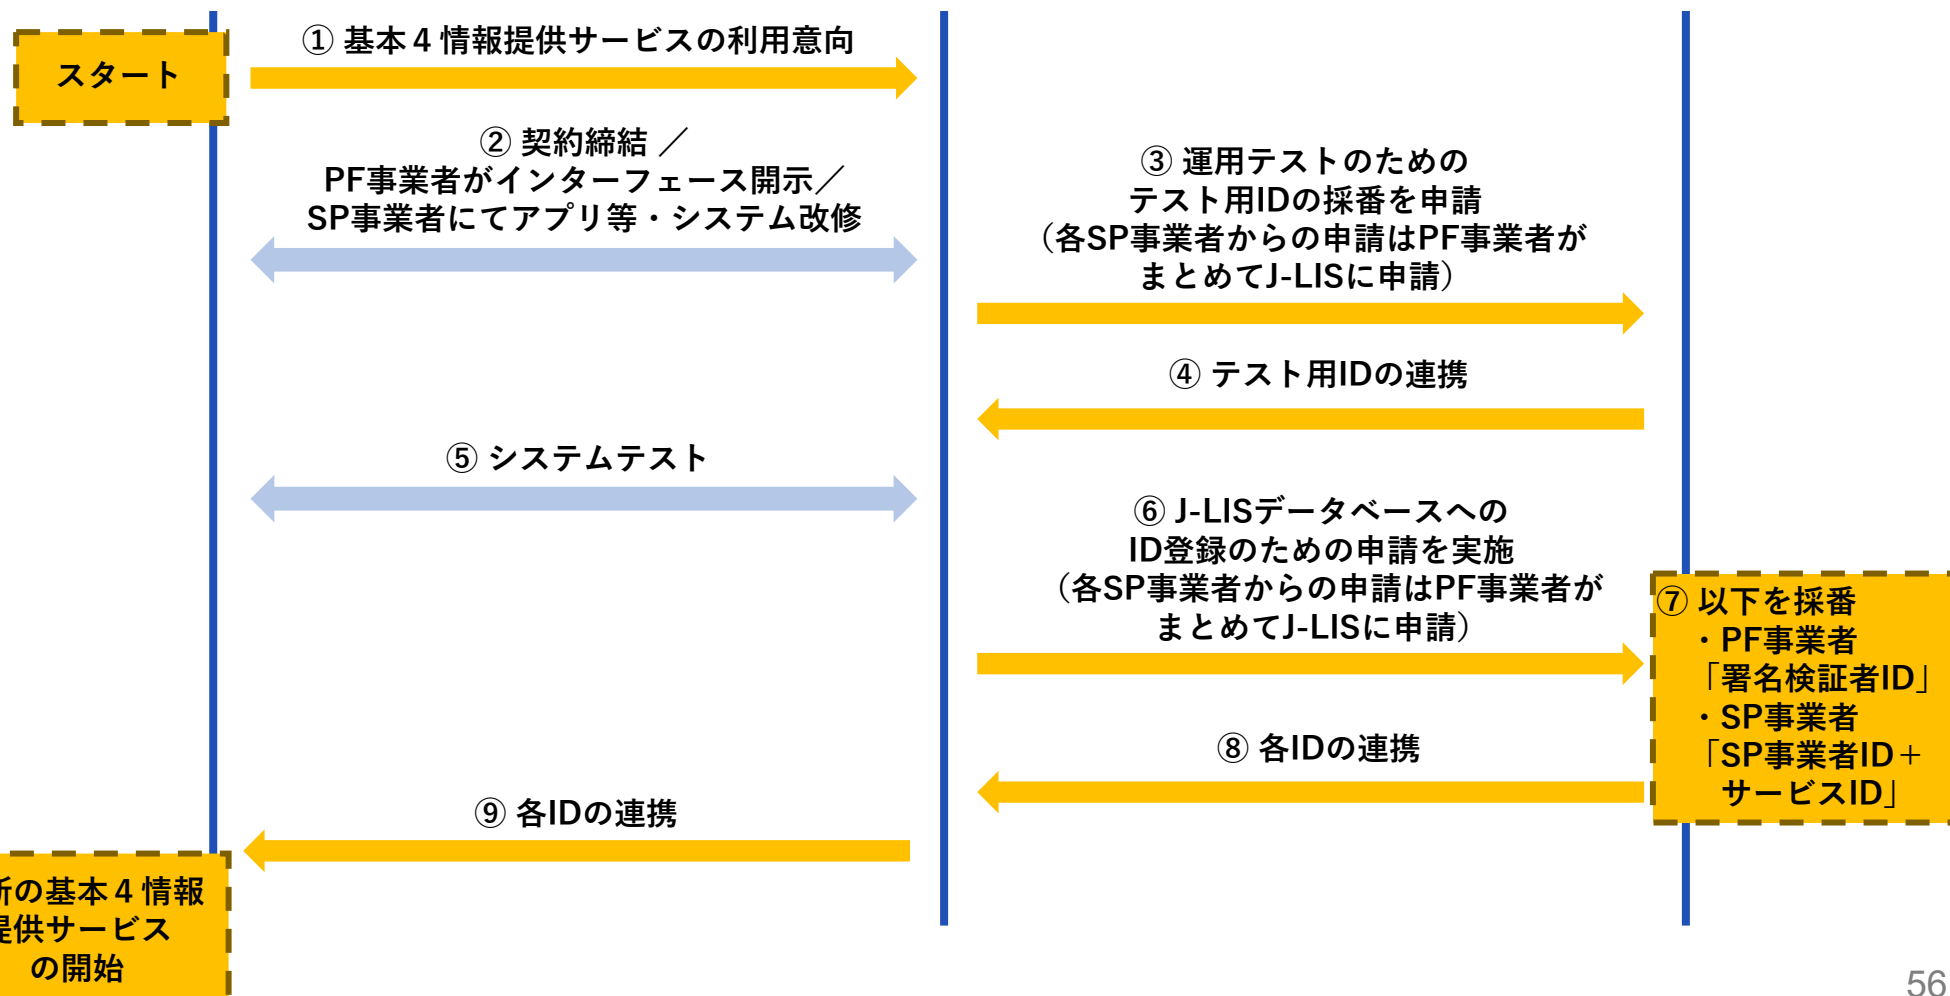 スタート
① 基本４情報提供サービスの利用意向
② 契約締結 ／
PF事業者がインターフェース開示／
SP事業者にてアプリ等・システム改修
③ 運用テストのための
テスト用IDの採番を申請
（各SP事業者からの申請はPF事業者が
まとめてJ-LISに申請）
④ テスト用IDの連携
⑤ システムテスト
⑥ J-LISデータベースへの
ID登録のための申請を実施
（各SP事業者からの申請はPF事業者が
まとめてJ-LISに申請）
⑦ 以下を採番
・PF事業者
「署名検証者ID」
・SP事業者
「SP事業者ID＋
サービスID」
⑧ 各IDの連携
⑨ 各IDの連携
新の基本４情報
提供サービス
の開始
56